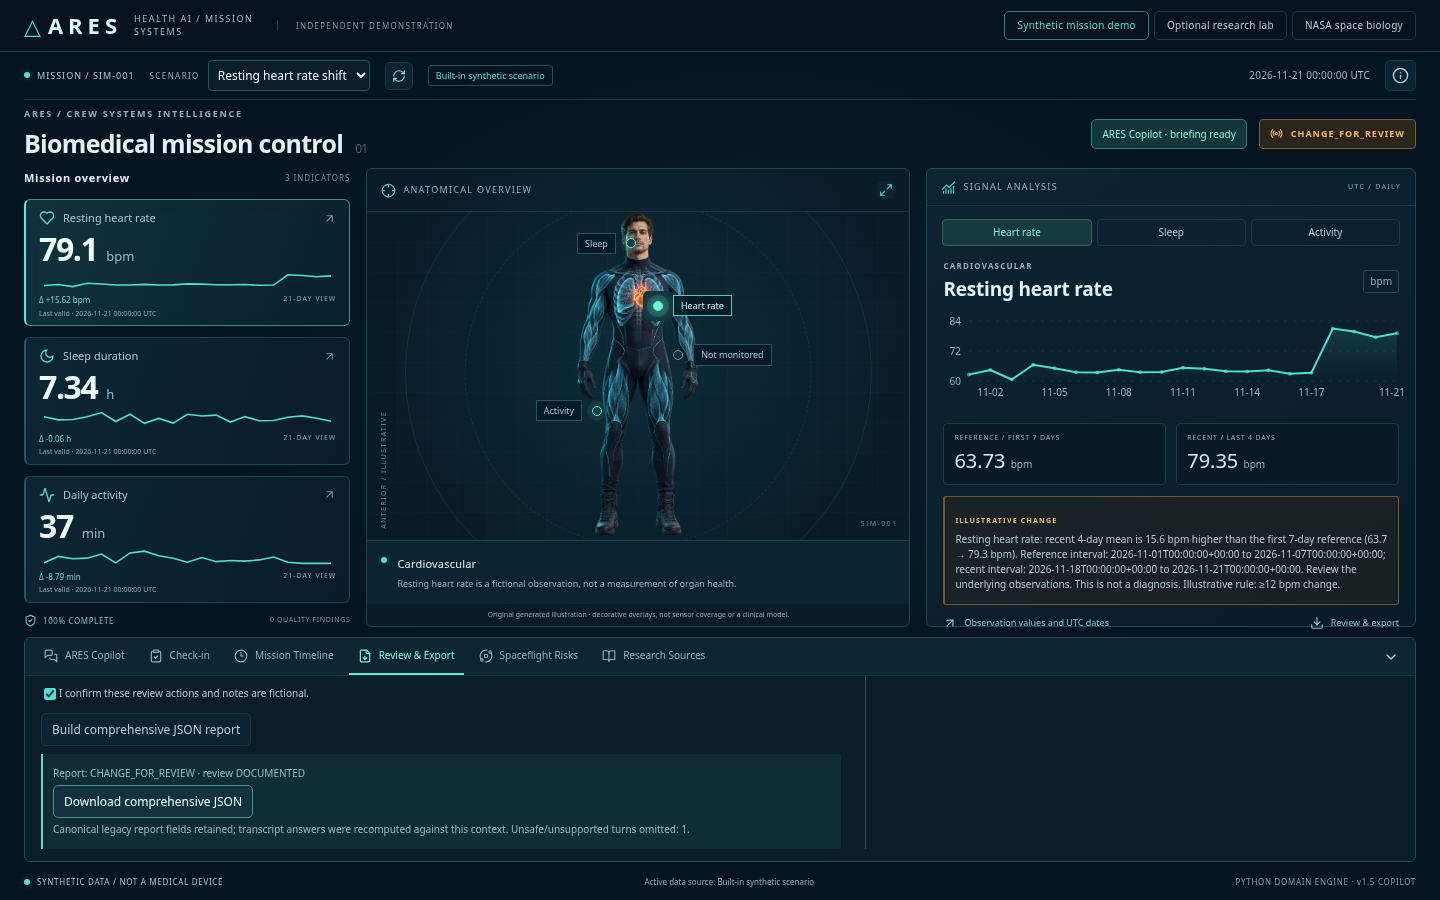 ARES
HEALTH AI / MISSION SYSTEMS
INDEPENDENT DEMONSTRATION
Synthetic mission demo
Optional research lab
NASA space biology
MISSION / SIM-001
SCENARIO
Resting heart rate shift
Built-in synthetic scenario
2026-11-21 00:00:00 UTC
ARES / CREW SYSTEMS INTELLIGENCE
Biomedical mission control 01
ARES Copilot · briefing ready
CHANGE_FOR_REVIEW
Mission overview
3 INDICATORS
Resting heart rate
79.1 bpm
Δ +15.62 bpm
21-DAY VIEW
Last valid · 2026-11-21 00:00:00 UTC
Sleep duration
7.34 h
Δ -0.06 h
21-DAY VIEW
Last valid · 2026-11-21 00:00:00 UTC
Daily activity
37 min
Δ -8.79 min
21-DAY VIEW
Last valid · 2026-11-21 00:00:00 UTC
100% COMPLETE
0 QUALITY FINDINGS
ANATOMICAL OVERVIEW
Sleep
Heart rate
Not monitored
Activity
ANTERIOR / ILLUSTRATIVE
SIM-001
Cardiovascular
Resting heart rate is a fictional observation, not a measurement of organ health.
Original generated illustration · decorative overlays, not sensor coverage or a clinical model.
SIGNAL ANALYSIS
UTC / DAILY
Heart rate
Sleep
Activity
CARDIOVASCULAR
Resting heart rate
bpm
84
72
60
11-02
11-05
11-08
11-11
11-14
11-17
11-21
REFERENCE / FIRST 7 DAYS
63.73 bpm
RECENT / LAST 4 DAYS
79.35 bpm
ILLUSTRATIVE CHANGE
Resting heart rate: recent 4-day mean is 15.6 bpm higher than the first 7-day reference (63.7
→ 79.3 bpm). Reference interval: 2026-11-01T00:00:00+00:00 to 2026-11-07T00:00:00+00:00;
recent interval: 2026-11-18T00:00:00+00:00 to 2026-11-21T00:00:00+00:00. Review the
underlying observations. This is not a diagnosis. Illustrative rule: ≥12 bpm change.
Observation values and UTC dates
Review & export
ARES Copilot
Check-in
Mission Timeline
Review & Export
Spaceflight Risks
Research Sources
I confirm these review actions and notes are fictional.
Build comprehensive JSON report
Report: CHANGE_FOR_REVIEW · review DOCUMENTED
Download comprehensive JSON
Canonical legacy report fields retained; transcript answers were recomputed against this context. Unsafe/unsupported turns omitted: 1.
SYNTHETIC DATA / NOT A MEDICAL DEVICE
Active data source: Built-in synthetic scenario
PYTHON DOMAIN ENGINE · v1.5 COPILOT